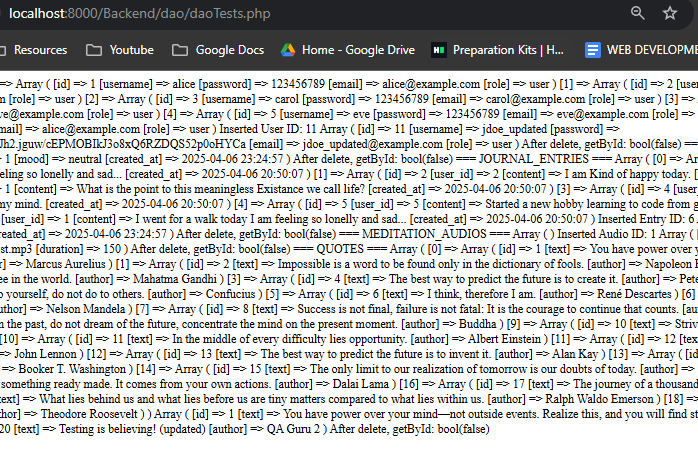 localhost:8000/Backend/dao/daoTests.php
Resources Youtube Google Docs Home - Google Drive Preparation Kits | H... WEB DEVELOPME
=> Array ( [id] => 1 [username] => alice [password] => 123456789 [email] => alice@example.com [role] => user ) [1] => Array ( [id] => 2 [user
m [role] => user ) [2] => Array ( [id] => 3 [username] => carol [password] => 123456789 [email] => carol@example.com [role] => user ) [3] =>
ve@example.com [role] => user ) [4] => Array ( [id] => 5 [username] => eve [password] => 123456789 [email] => eve@example.com [role] =>
mail] => alice@example.com [role] => user ) Inserted User ID: 11 Array ( [id] => 11 [username] => jdoe_updated [password] =>
Jh2.jguw/cEPMOBIkJ3o8xQ6RZDQS52p0oHYCa [email] => jdoe_updated@example.com [role] => user ) After delete, getById: bool(false) ===
=> 1 [mood] => neutral [created_at] => 2025-04-06 23:24:57 ) After delete, getById: bool(false) === JOURNAL_ENTRIES === Array ( [0] => Arr
eeling so lonelly and sad... [created_at] => 2025-04-06 20:50:07 ) [1] => Array ( [id] => 2 [user_id] => 2 [content] => I am Kind of happy today. [
=> 1 [content] => What is the point to this meaningless Existance we call life? [created_at] => 2025-04-06 20:50:07 ) [3] => Array ( [id] => 4 [user
my mind. [created_at] => 2025-04-06 20:50:07 ) [4] => Array ( [id] => 5 [user_id] => 5 [content] => Started a new hobby learning to code from g
[user_id] => 1 [content] => I went for a walk today I am feeling so lonelly and sad... [created_at] => 2025-04-06 20:50:07 ) Inserted Entry ID: 6
created_at] => 2025-04-06 23:24:57 ) After delete, getById: bool(false) === MEDITATION_AUDIOS === Array ( ) Inserted Audio ID: 1 Array (
st.mp3 [duration] => 150 ) After delete, getById: bool(false) === QUOTES === Array ( [0] => Array ( [id] => 1 [text] => You have power over y
r] => Marcus Aurelius ) [1] => Array ( [id] => 2 [text] => Impossible is a word to be found only in the dictionary of fools. [author] => Napoleon
ee in the world. [author] => Mahatma Gandhi ) [3] => Array ( [id] => 4 [text] => The best way to predict the future is to create it. [author] => Pete
o yourself, do not do to others. [author] => Confucius ) [5] => Array ( [id] => 6 [text] => I think, therefore I am. [author] => René Descartes ) [6]
uthor] => Nelson Mandela ) [7] => Array ( [id] => 8 [text] => Success is not final, failure is not fatal: It is the courage to continue that counts. [au
n the past, do not dream of the future, concentrate the mind on the present moment. [author] => Buddha ) [9] => Array ( [id] => 10 [text] => Striv
[10] => Array ( [id] => 11 [text] => In the middle of every difficulty lies opportunity. [author] => Albert Einstein ) [11] => Array ( [id] => 12 [tex
=> John Lennon ) [12] => Array ( [id] => 13 [text] => The best way to predict the future is to invent it. [author] => Alan Kay ) [13] => Array ( [id
=> Booker T. Washington ) [14] => Array ( [id] => 15 [text] => The only limit to our realization of tomorrow is our doubts of today. [author] =>
something ready made. It comes from your own actions. [author] => Dalai Lama ) [16] => Array ( [id] => 17 [text] => The journey of a thousand
ext] => What lies behind us and what lies before us are tiny matters compared to what lies within us. [author] => Ralph Waldo Emerson ) [18] =>
hor] => Theodore Roosevelt ) ) Array ( [id] => 1 [text] => You have power over your mind—not outside events. Realize this, and you will find st
20 [text] => Testing is believing! (updated) [author] => QA Guru 2 ) After delete, getById: bool(false)